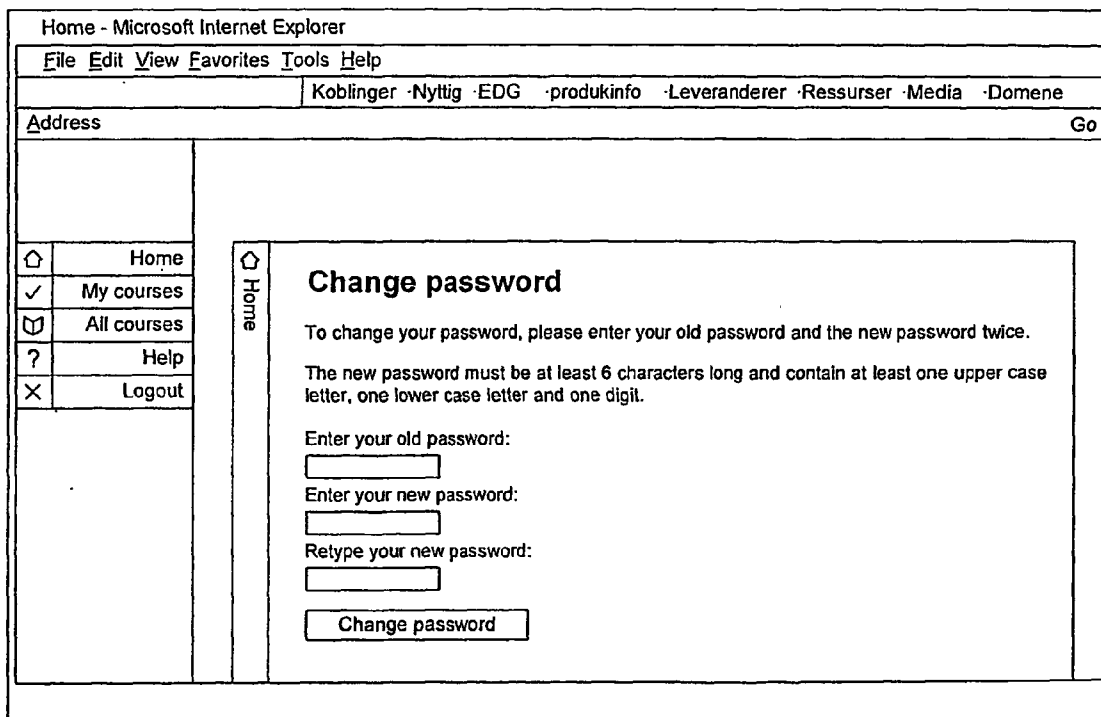 Home - Microsoft Internet Explorer
File Edit View Favorites Tools Help
Koblinger ·Nyttig ·EDG ·produkinfo ·Leveranderer ·Ressurser ·Media ·Domene
Address Go
Home
My courses
All courses
? Help
Logout
Home
Change password
To change your password, please enter your old password and the new password twice.
The new password must be at least 6 characters long and contain at least one upper case
letter, one lower case letter and one digit.
Enter your old password:
Enter your new password:
Retype your new password:
Change password